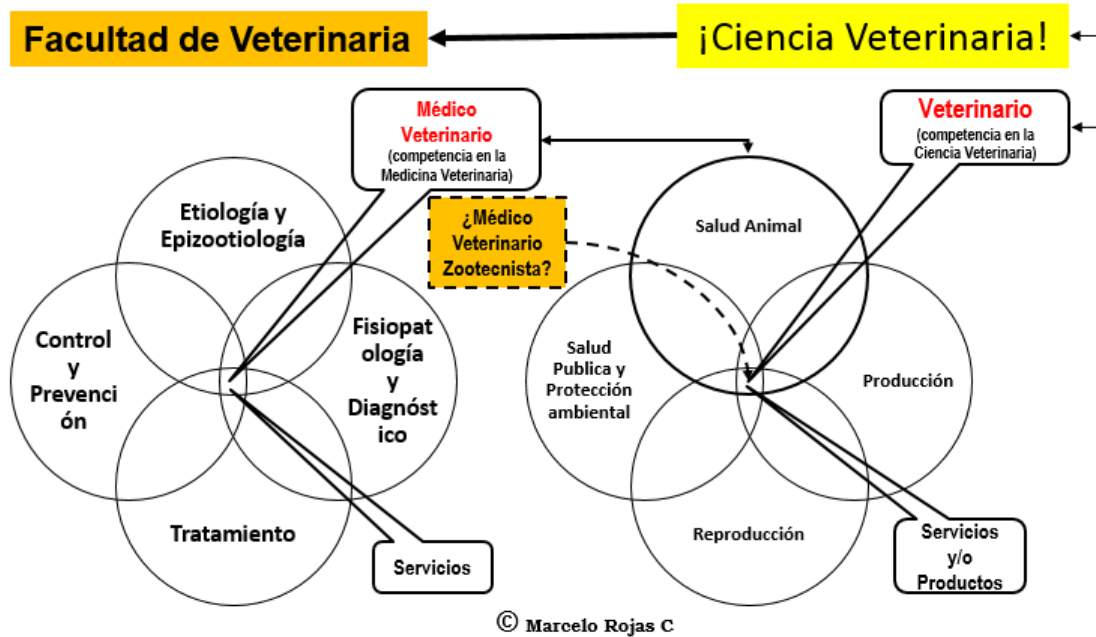 Facultad de Veterinaria
¡Ciencia Veterinaria!
Médico
Veterinario
(competencia en la
Medicina Veterinaria)
Veterinario
(competencia en la
Ciencia Veterinaria)
¿Médico
Veterinario
Zootecnista?
Etiología y
Epizootiología
Control
y
Prevenci
ón
Fisiopat
ología
y
Diagnóst
ico
Tratamiento
Servicios
Salud Animal
Salud
Publica y
Protección
ambiental
Producción
Reproducción
Servicios
y/o
Productos
© Marcelo Rojas C